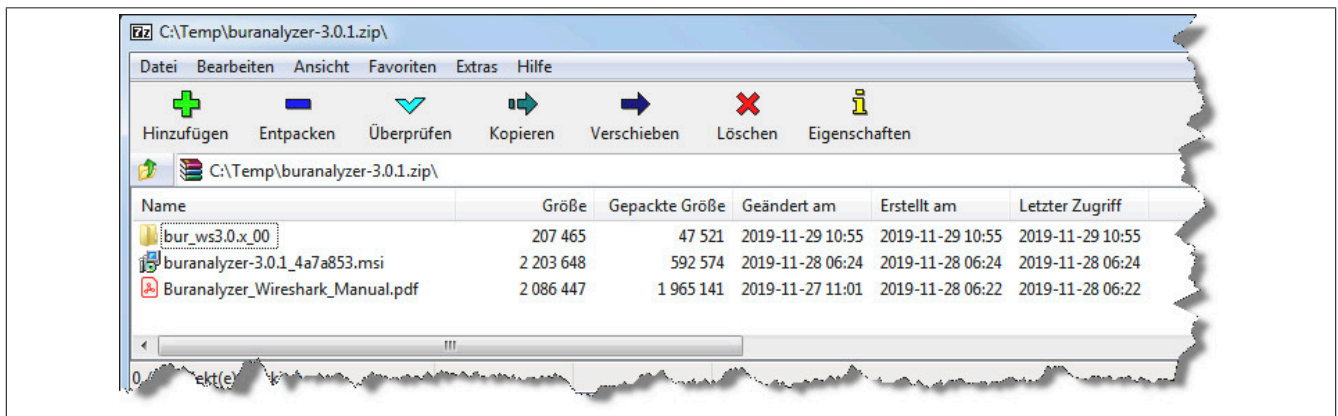 7z C:\Temp\buranalyzer-3.0.1.zip\
Datei Bearbeiten Ansicht Favoriten Extras Hilfe
Hinzufügen Entpacken Überprüfen Kopieren Verschieben Löschen Eigenschaften
C:\Temp\buranalyzer-3.0.1.zip\
Name Größe Gepackte Größe Geändert am Erstellt am Letzter Zugriff
bur_ws3.0.x_00 207 465 47 521 2019-11-29 10:55 2019-11-29 10:55 2019-11-29 10:55
buranalyzer-3.0.1_4a7a853.msi 2 203 648 592 574 2019-11-28 06:24 2019-11-28 06:24 2019-11-28 06:24
Buranalyzer_Wireshark_Manual.pdf 2 086 447 1 965 141 2019-11-27 11:01 2019-11-28 06:22 2019-11-28 06:22
0